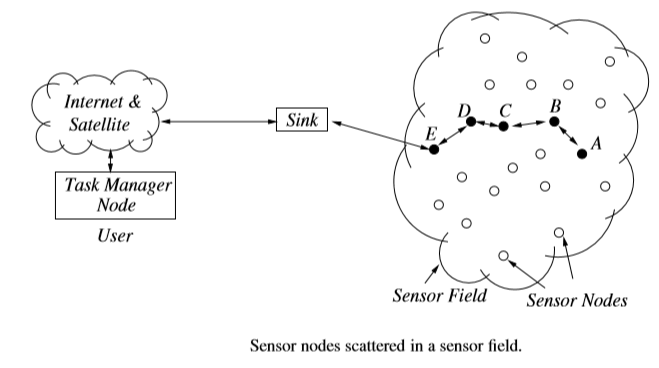 Internet &
Satellite
Sink
Task Manager
Node
User
D
C
B
E
A
Sensor Field
Sensor Nodes
Sensor nodes scattered in a sensor field.